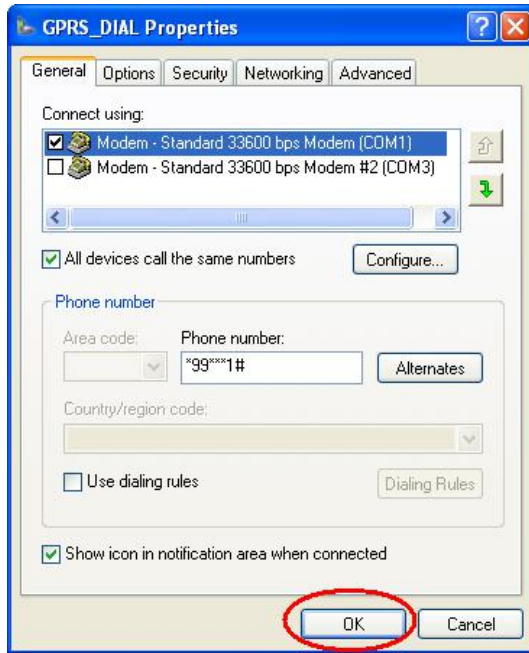 GPRS_DIAL Properties
General Options Security Networking Advanced
Connect using:
Modem - Standard 33600 bps Modem (COM1)
Modem - Standard 33600 bps Modem #2 (COM3)
All devices call the same numbers
Configure...
Phone number
Area code: Phone number:
*99***1#
Alternates
Country/region code:
Use dialing rules
Dialing Rules
Show icon in notification area when connected
OK Cancel